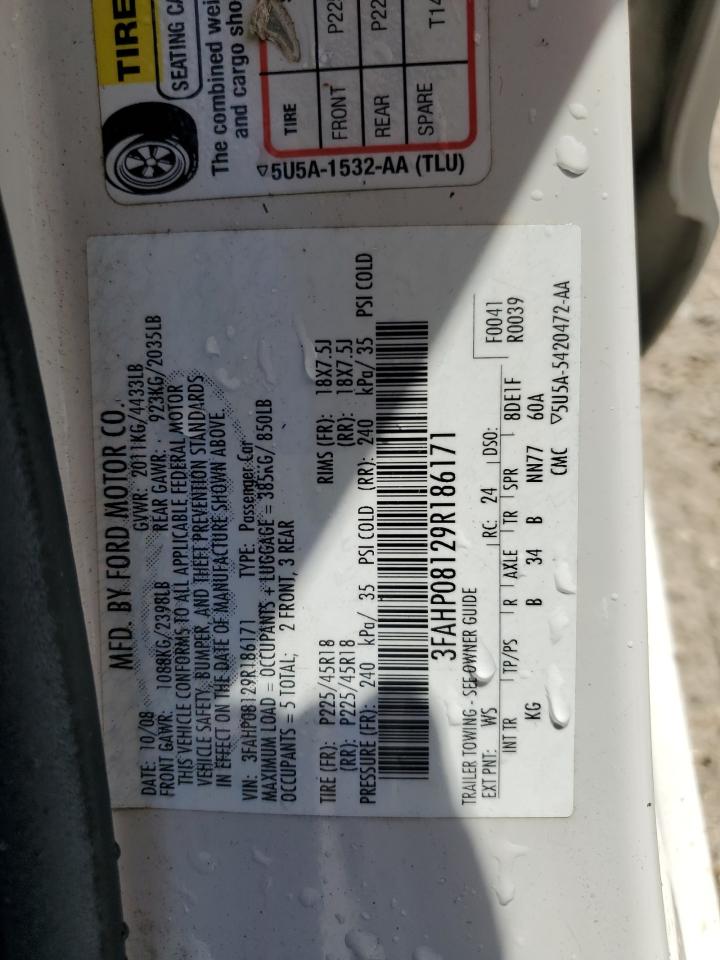 TIRE
SEATING CA
The combined wei
and cargo sho
TIRE
FRONT P22
REAR P22
SPARE T14
▽5U5A-1532-AA (TLU)
MFD. BY FORD MOTOR CO.
DATE: 10/08 GVWR: 2011KG/4433LB
FRONT GAWR: 1088KG/2398LB REAR GAWR: 923KG/2035LB
THIS VEHICLE CONFORMS TO ALL APPLICABLE FEDERAL MOTOR
VEHICLE SAFETY, BUMPER, AND THEFT PREVENTION STANDARDS
IN EFFECT ON THE DATE OF MANUFACTURE SHOWN ABOVE.
VIN: 3FAHP08129R186171 TYPE: Passenger Car
MAXIMUM LOAD = OCCUPANTS + LUGGAGE = 385KG/ 850LB
OCCUPANTS = 5 TOTAL; 2 FRONT, 3 REAR
TIRE (FR): P225/45R18 RIMS (FR): 18X7.5J
(RR): P225/45R18 (RR): 18X7.5J
PRESSURE (FR): 240 kPa/ 35 PSI COLD (RR): 240 kPa/ 35 PSI COLD
3FAHP08129R186171
TRAILER TOWING - SEE OWNER GUIDE F0041
EXT PNT: WS RC: 24 DSO: R0039
INT TR TP/PS R AXLE TR SPR 8DE1F
KG B 34 B NN77 60A
CMC ▽5U5A-5420472-AA